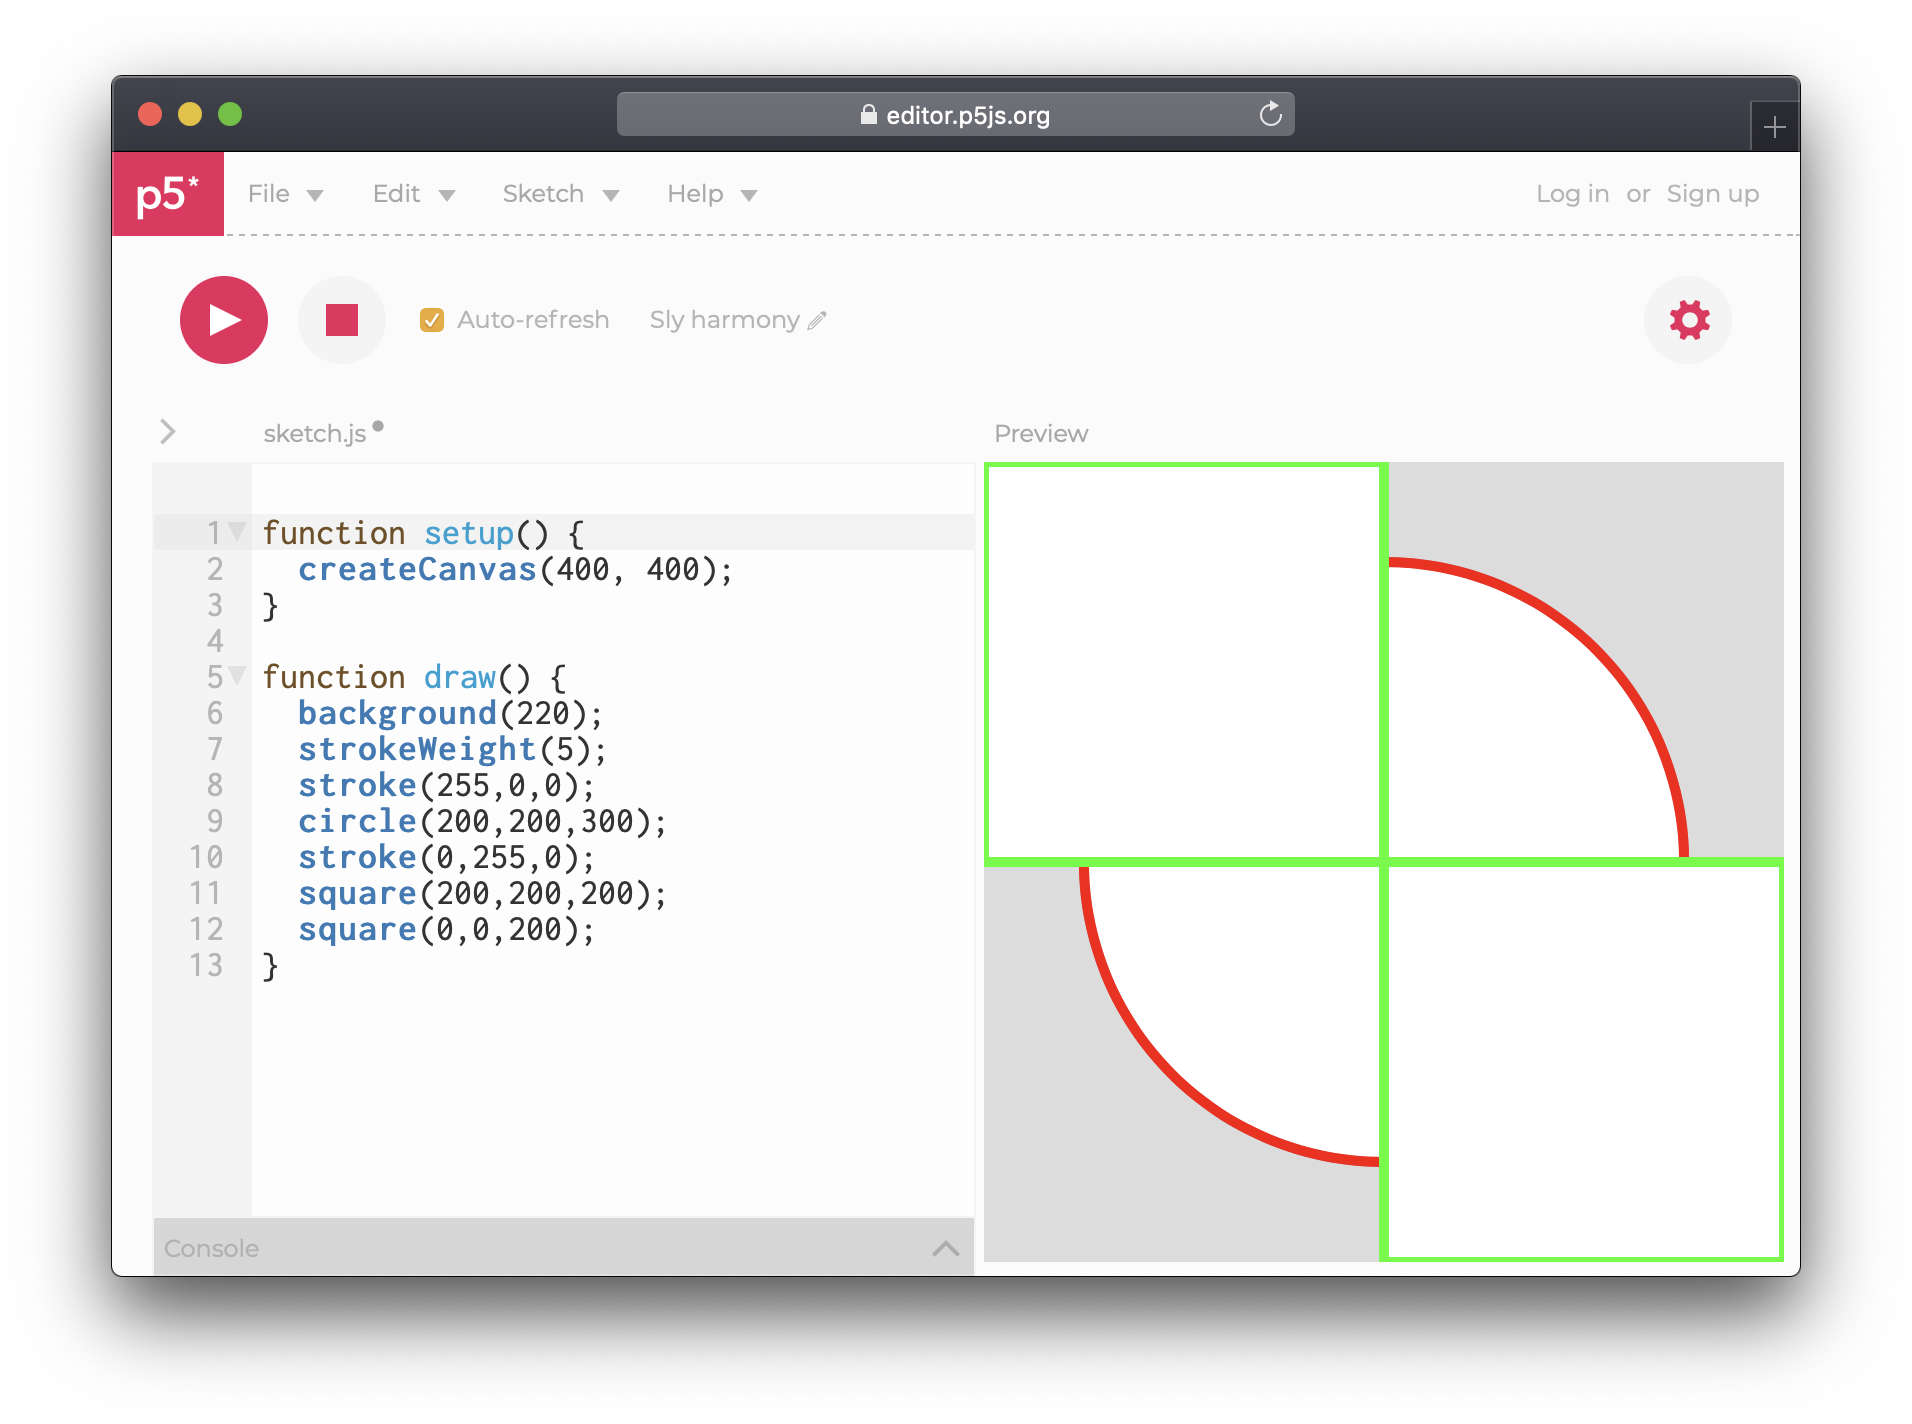 editor.p5js.org
p5* File Edit Sketch Help Log in or Sign up
Auto-refresh Sly harmony
sketch.js Preview
1 function setup() {
2 createCanvas(400, 400);
3 }
4
5 function draw() {
6 background(220);
7 strokeWeight(5);
8 stroke(255,0,0);
9 circle(200,200,300);
10 stroke(0,255,0);
11 square(200,200,200);
12 square(0,0,200);
13 }
Console